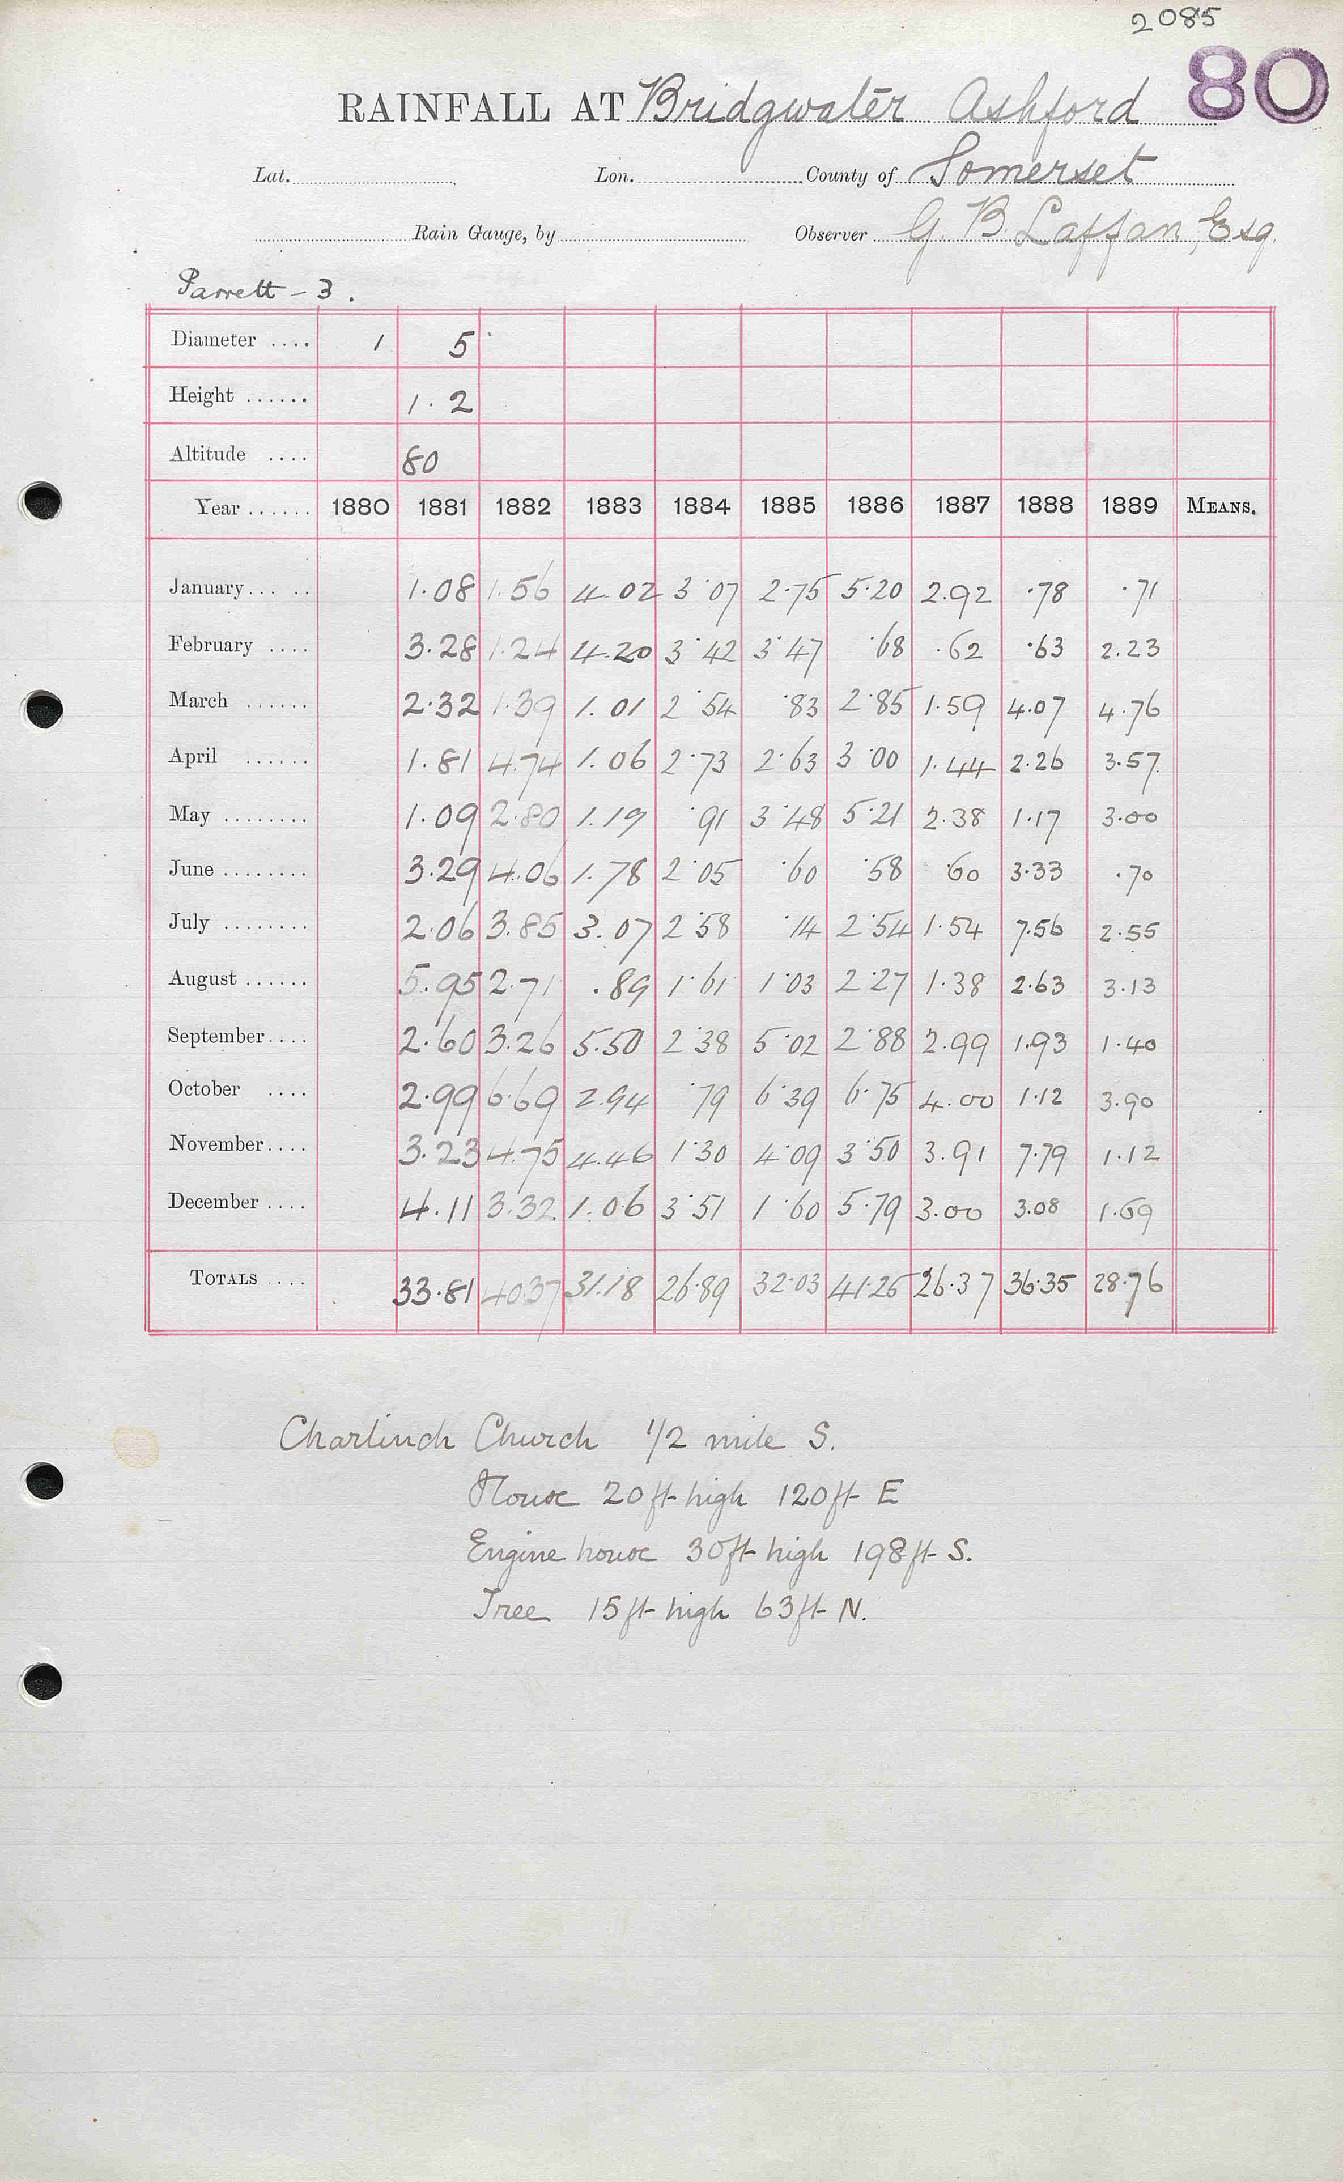 2085
80
RAINFALL AT Bridgwater Ashford
Lat. Lon. County of Somerset
Rain Gauge, by Observer G. B. Laffan, Esq.
Parrett - 3.
Diameter .... 1 5
Height ...... 1.2
Altitude .... 80
Year ...... 1880 1881 1882 1883 1884 1885 1886 1887 1888 1889 MEANS.
January ... .. 1.08 1.56 4.02 3.07 2.75 5.20 2.92 .78 .71
February .... 3.28 1.24 4.20 3.42 3.47 .68 .62 .63 2.23
March ...... 2.32 1.39 1.01 2.54 .83 2.85 1.59 4.07 4.76
April ...... 1.81 4.74 1.06 2.73 2.63 3.00 1.44 2.26 3.57
May ........ 1.09 2.80 1.19 .91 3.48 5.21 2.38 1.17 3.00
June ........ 3.29 4.06 1.78 2.05 .60 .58 .60 3.33 .70
July ........ 2.06 3.85 3.07 2.58 .14 2.54 1.54 7.56 2.55
August ...... 5.95 2.71 .89 1.61 1.03 2.27 1.38 2.63 3.13
September .... 2.60 3.26 5.50 2.38 5.02 2.88 2.99 1.93 1.40
October .... 2.99 6.69 2.94 .79 6.39 6.75 4.00 1.12 3.90
November .... 3.23 4.75 4.46 1.30 4.09 3.50 3.91 7.79 1.12
December .... 4.11 3.32 1.06 3.51 1.60 5.79 3.00 3.08 1.69
TOTALS .... 33.81 40.37 31.18 26.89 32.03 41.25 26.37 36.35 28.76
Charlinch Church 1/2 mile S.
House 20 ft high 120 ft E
Engine house 30 ft high 198 ft S.
Tree 15 ft high 63 ft N.